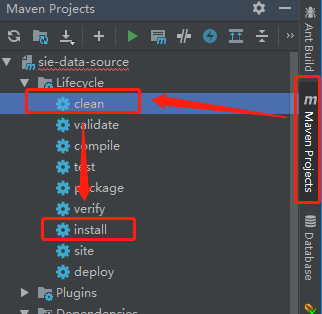 Maven Projects
sie-data-source
Lifecycle
clean
validate
compile
test
package
verify
install
site
deploy
Plugins
Dependencies
Ant Build
m Maven Projects
Database